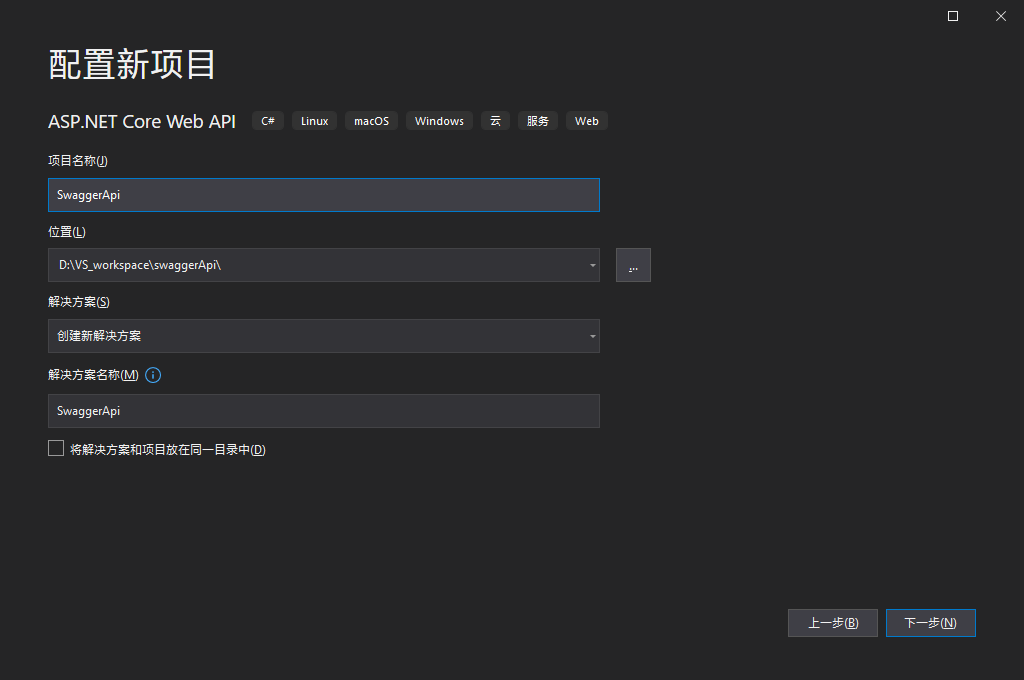 配置新项目
ASP.NET Core Web API C# Linux macOS Windows 云 服务 Web
项目名称(J)
SwaggerApi
位置(L)
D:\VS_workspace\swaggerApi\
...
解决方案(S)
创建新解决方案
解决方案名称(M)
SwaggerApi
将解决方案和项目放在同一目录中(D)
上一步(B) 下一步(N)